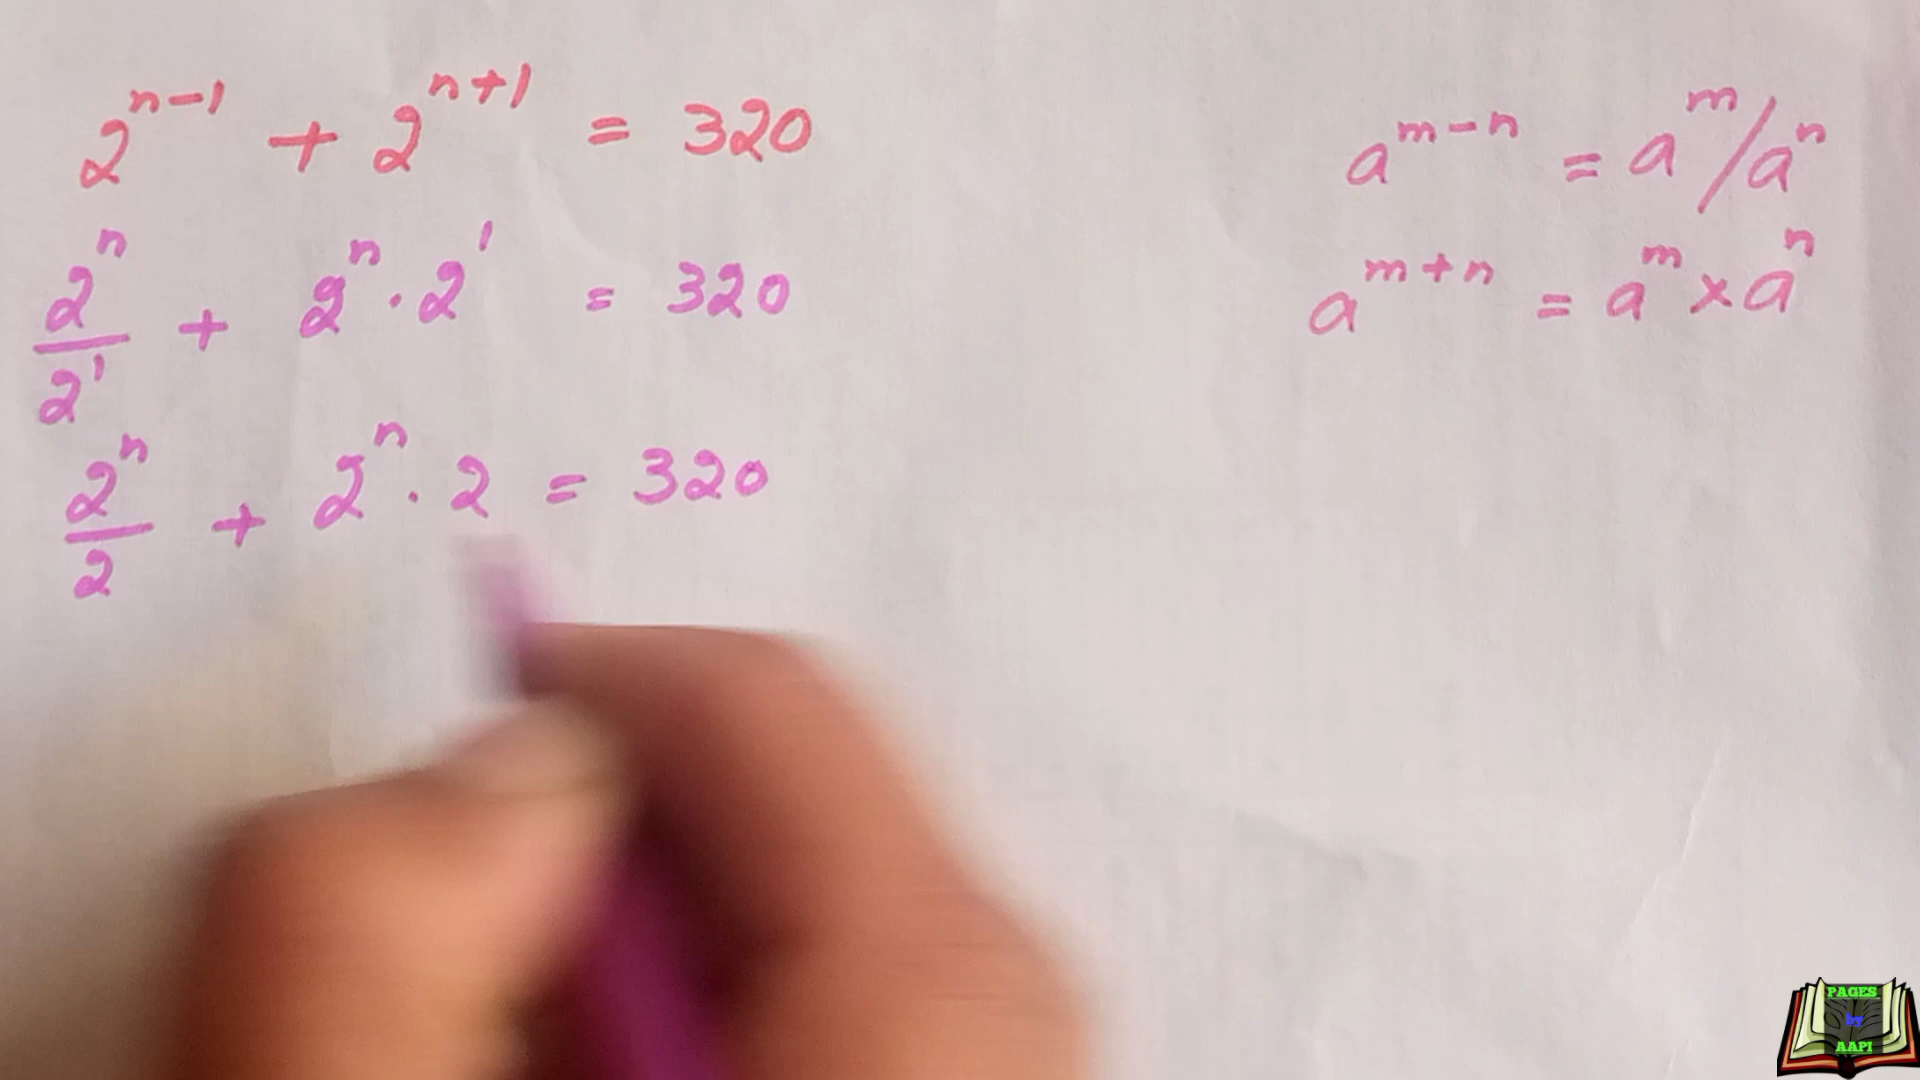 2^{n-1} + 2^{n+1} = 320
2^n/2^1 + 2^n · 2^1 = 320
2^n/2 + 2^n · 2 = 320
a^{m-n} = a^m/a^n
a^{m+n} = a^m × a^n
PAGES
by
AAPI